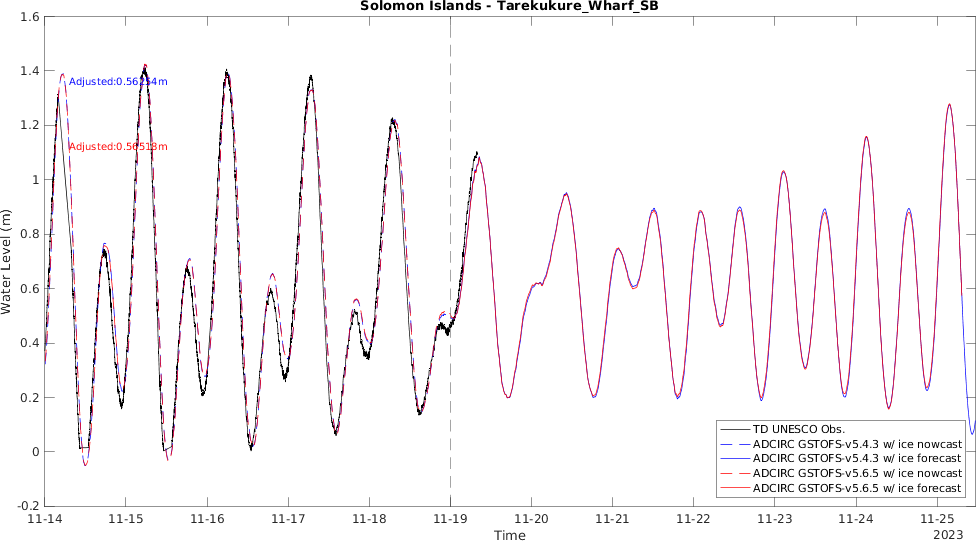 Solomon Islands - Tarekukure_Wharf_SB
1.6
1.4
1.2
1
0.8
0.6
0.4
0.2
0
-0.2
Water Level (m)
Adjusted:0.56254m
Adjusted:0.56518m
TD UNESCO Obs.
ADCIRC GSTOFS-v5.4.3 w/ ice nowcast
ADCIRC GSTOFS-v5.4.3 w/ ice forecast
ADCIRC GSTOFS-v5.6.5 w/ ice nowcast
ADCIRC GSTOFS-v5.6.5 w/ ice forecast
11-14 11-15 11-16 11-17 11-18 11-19 11-20 11-21 11-22 11-23 11-24 11-25
Time
2023